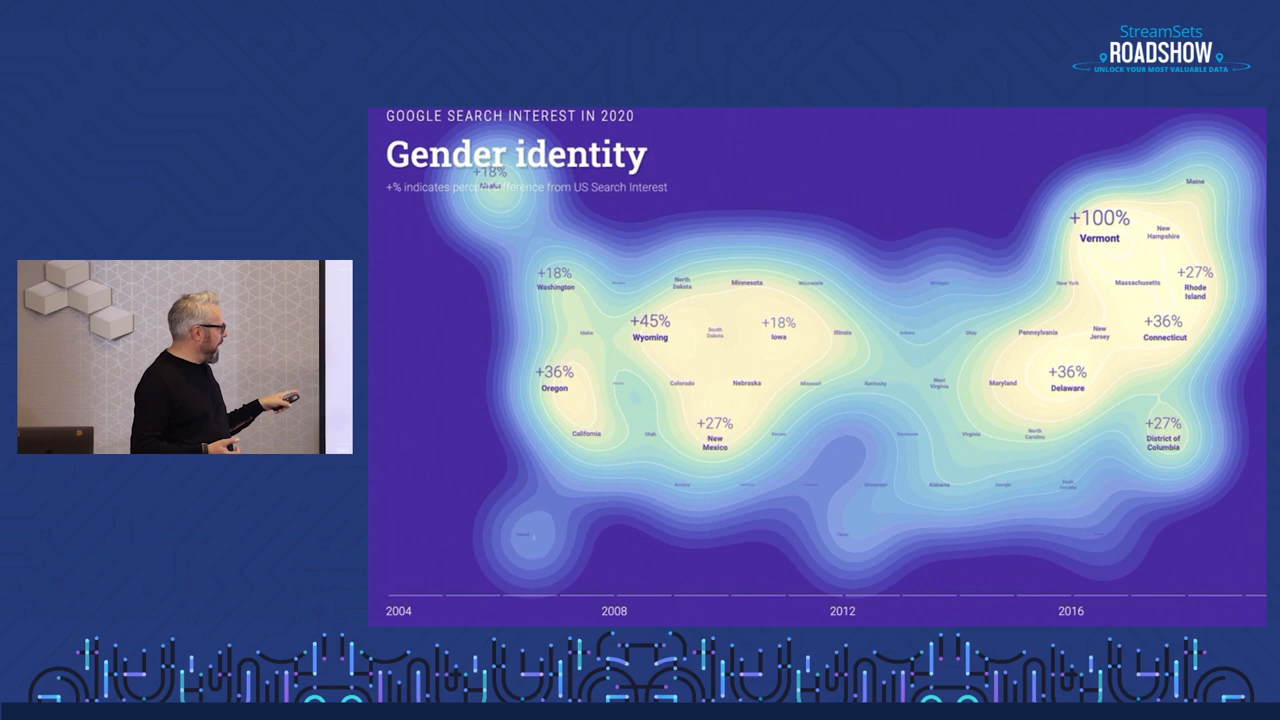 StreamSets
ROADSHOW
UNLOCK YOUR MOST VALUABLE DATA
GOOGLE SEARCH INTEREST IN 2020
Gender identity
+18%
Alaska
+% indicates percent difference from US Search Interest
Maine
+100%
Vermont
New
Hampshire
+18%
Washington
North
Dakota
Minnesota
Wisconsin
Michigan
New York
Massachusetts
+27%
Rhode
Island
Idaho
+45%
Wyoming
South
Dakota
+18%
Iowa
Illinois
Indiana
Ohio
Pennsylvania
New
Jersey
+36%
Connecticut
+36%
Oregon
Colorado
Nebraska
Missouri
Kentucky
West
Virginia
Maryland
+36%
Delaware
California
Utah
+27%
New
Mexico
Kansas
Tennessee
Virginia
North
Carolina
+27%
District of
Columbia
Arizona
Mississippi
Alabama
Georgia
South
Carolina
Hawaii
Texas
2004
2008
2012
2016